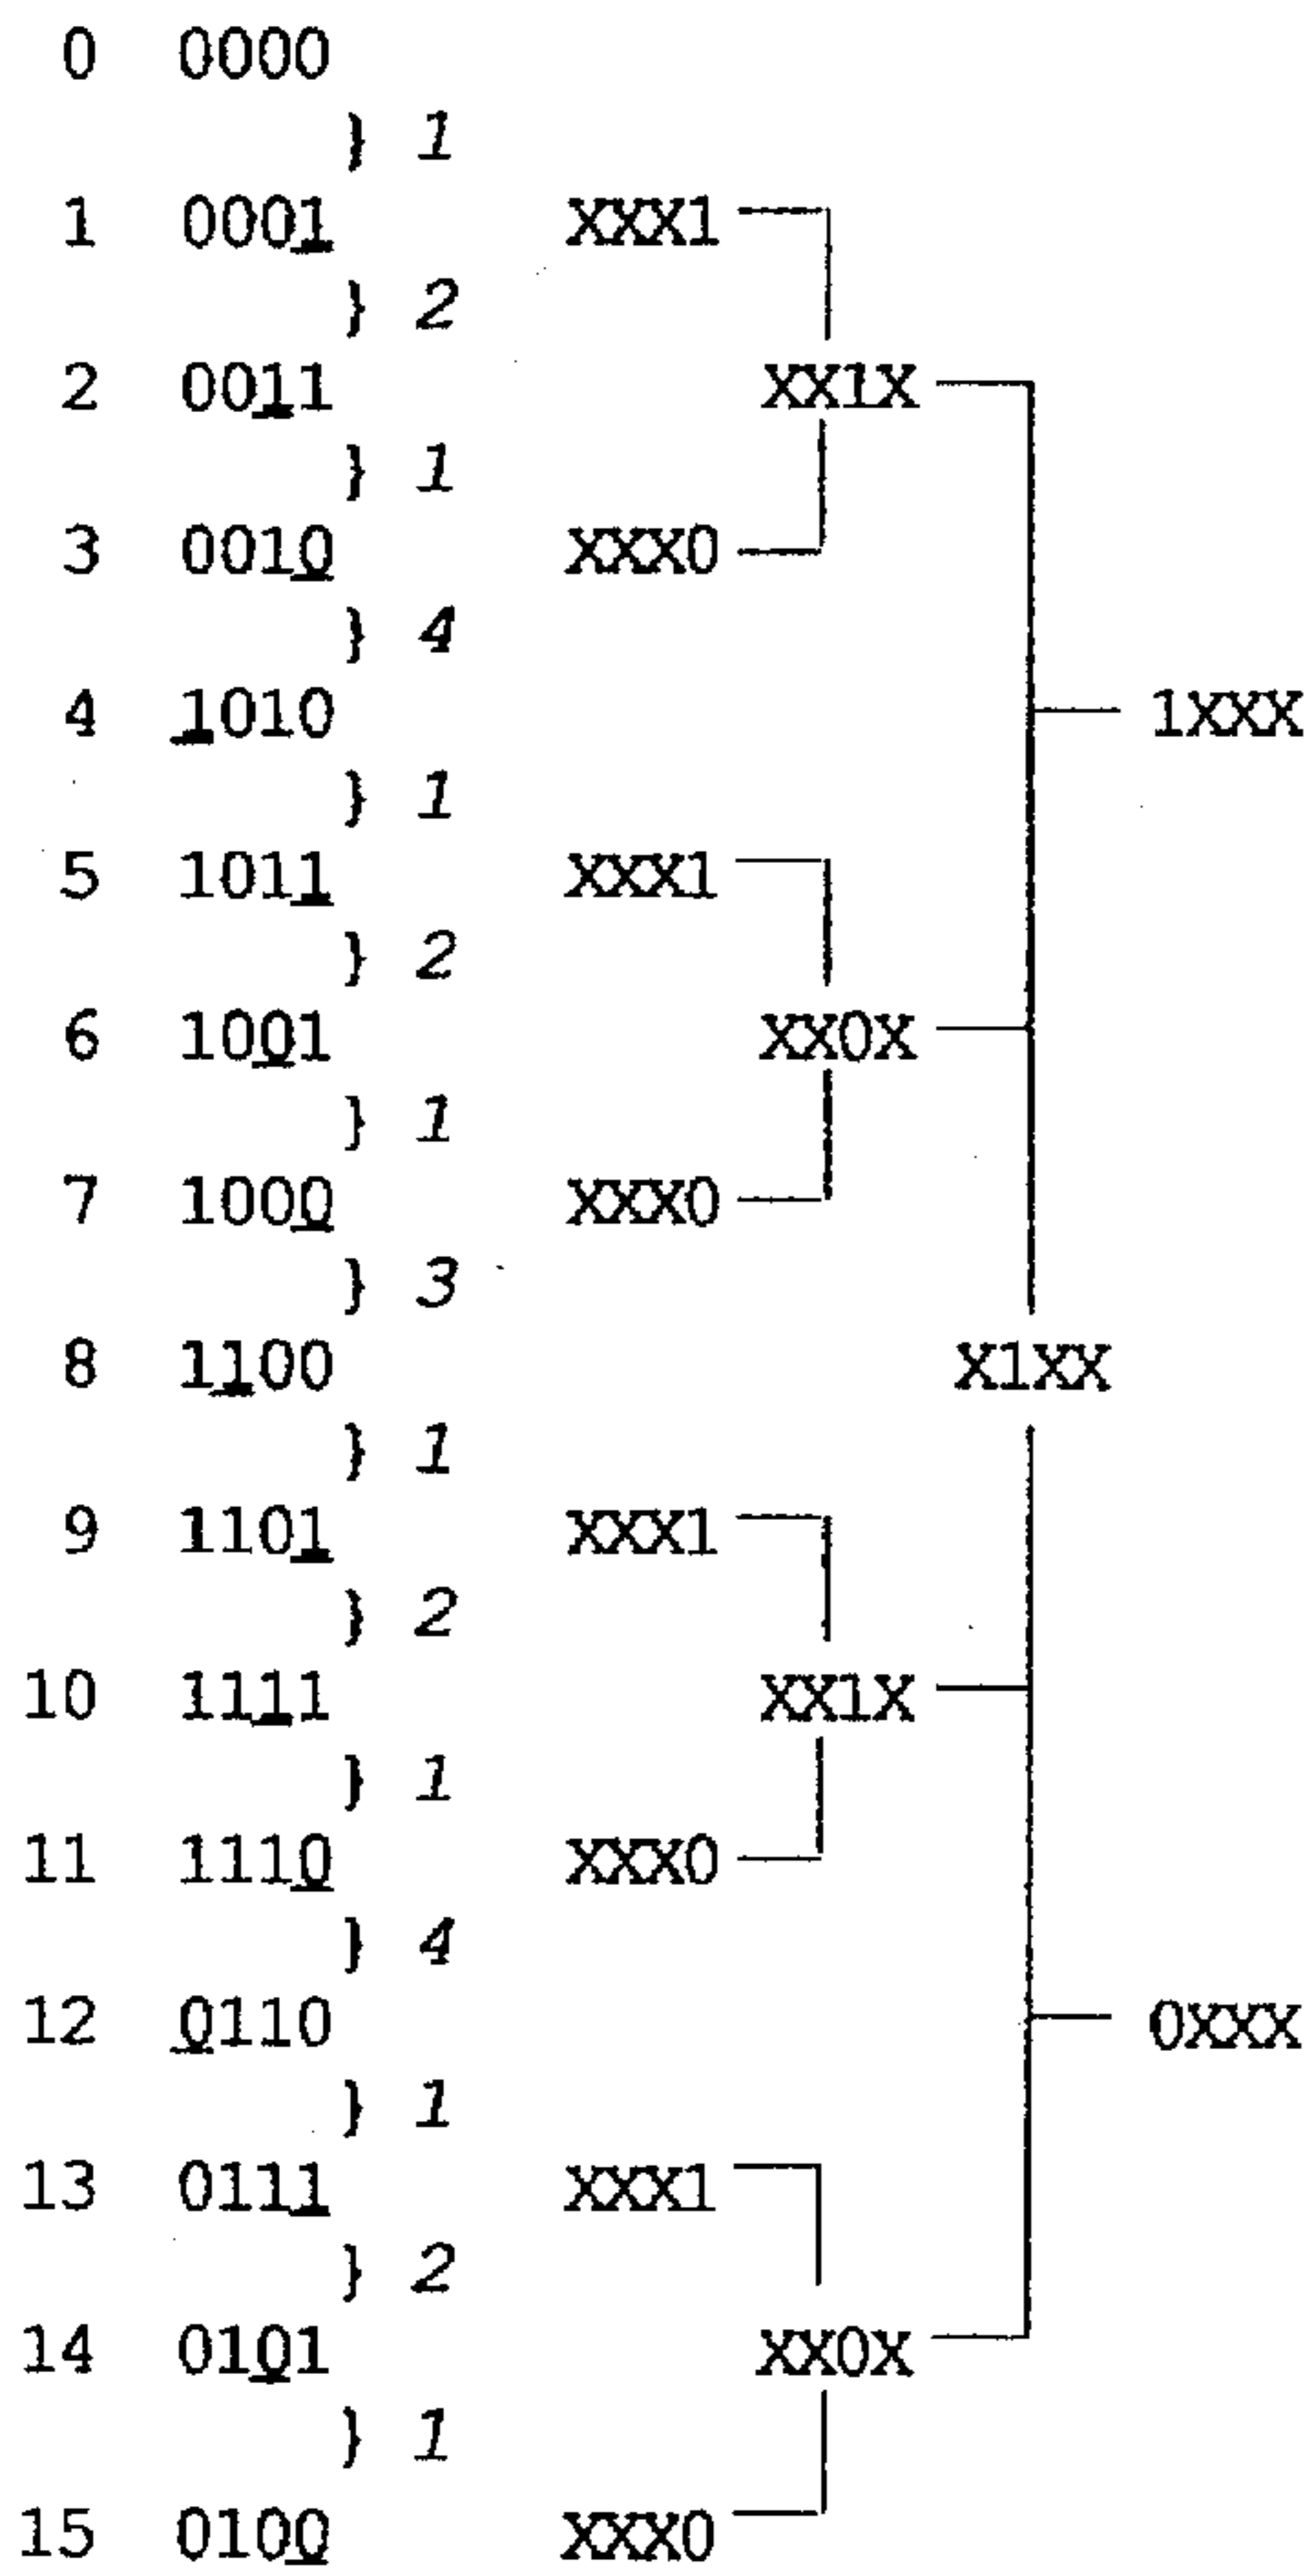 0 0000
} 1
1 0001 XXX1
} 2
2 0011 XX1X
} 1
3 0010 XXX0
} 4
4 1010 1XXX
} 1
5 1011 XXX1
} 2
6 1001 XX0X
} 1
7 1000 XXX0
} 3
8 1100 X1XX
} 1
9 1101 XXX1
} 2
10 1111 XX1X
} 1
11 1110 XXX0
} 4
12 0110 0XXX
} 1
13 0111 XXX1
} 2
14 0101 XX0X
} 1
15 0100 XXX0